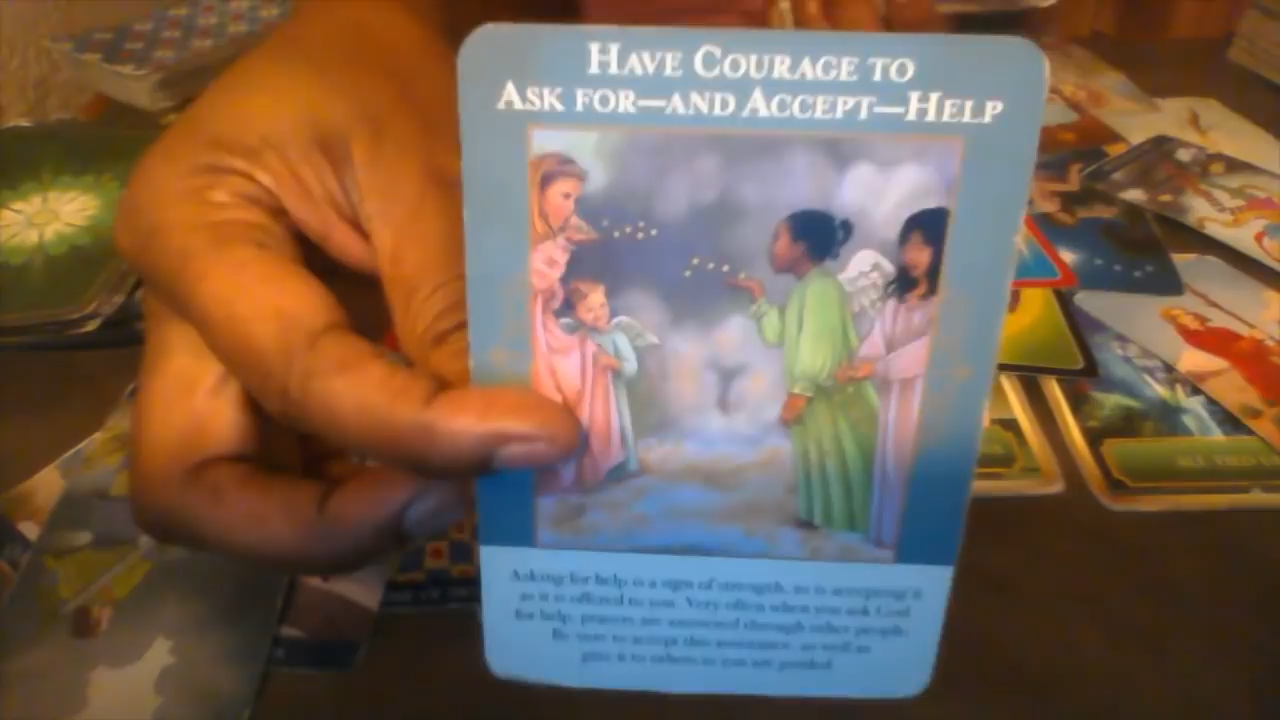 HAVE COURAGE TO
ASK FOR—AND ACCEPT—HELP
Asking for help is a sign of strength, so is accepting it
as it is offered to you. Very often when you ask God
for help, prayers are answered through other people.
Be sure to accept this assistance, as well as
give it to others as you are guided